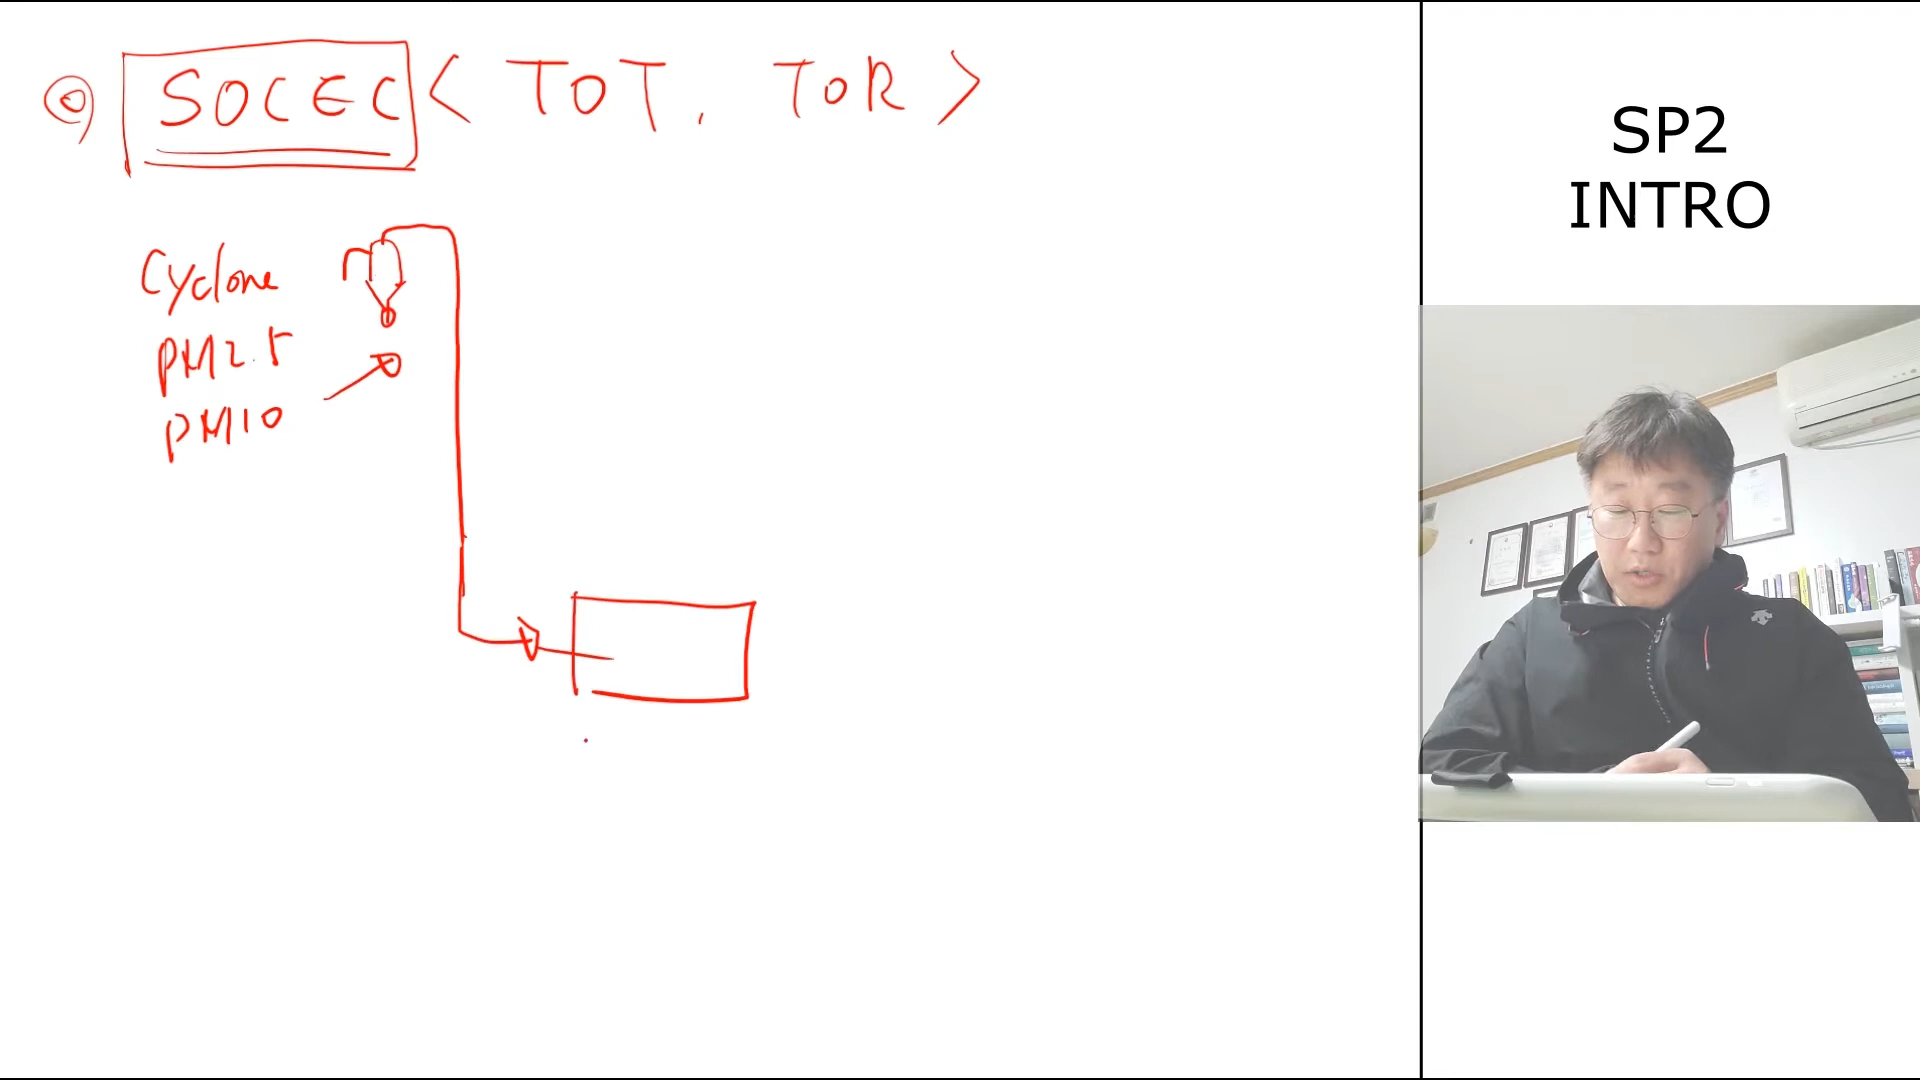 SOCEC < TOT, TOR >
Cyclone
PM2.5
PM10
SP2
INTRO